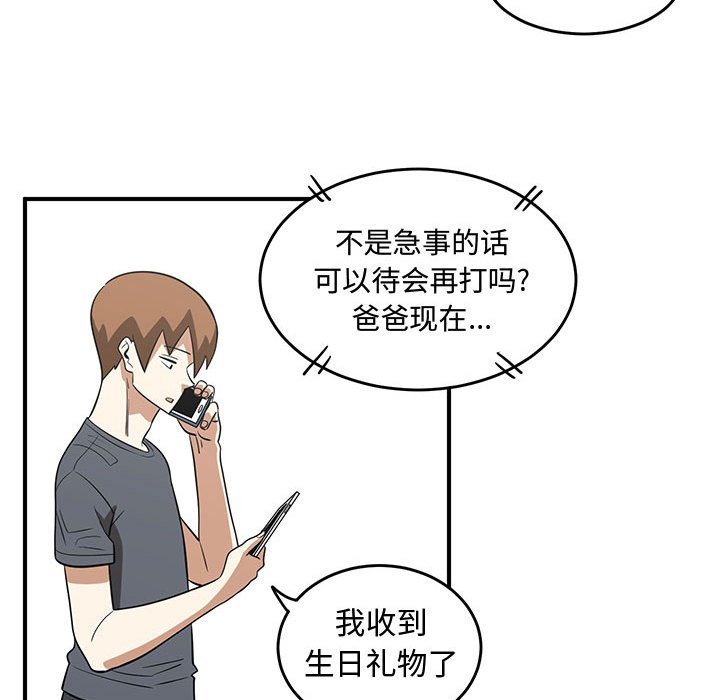 不是急事的话
可以待会再打吗?
爸爸现在...
我收到
生日礼物了